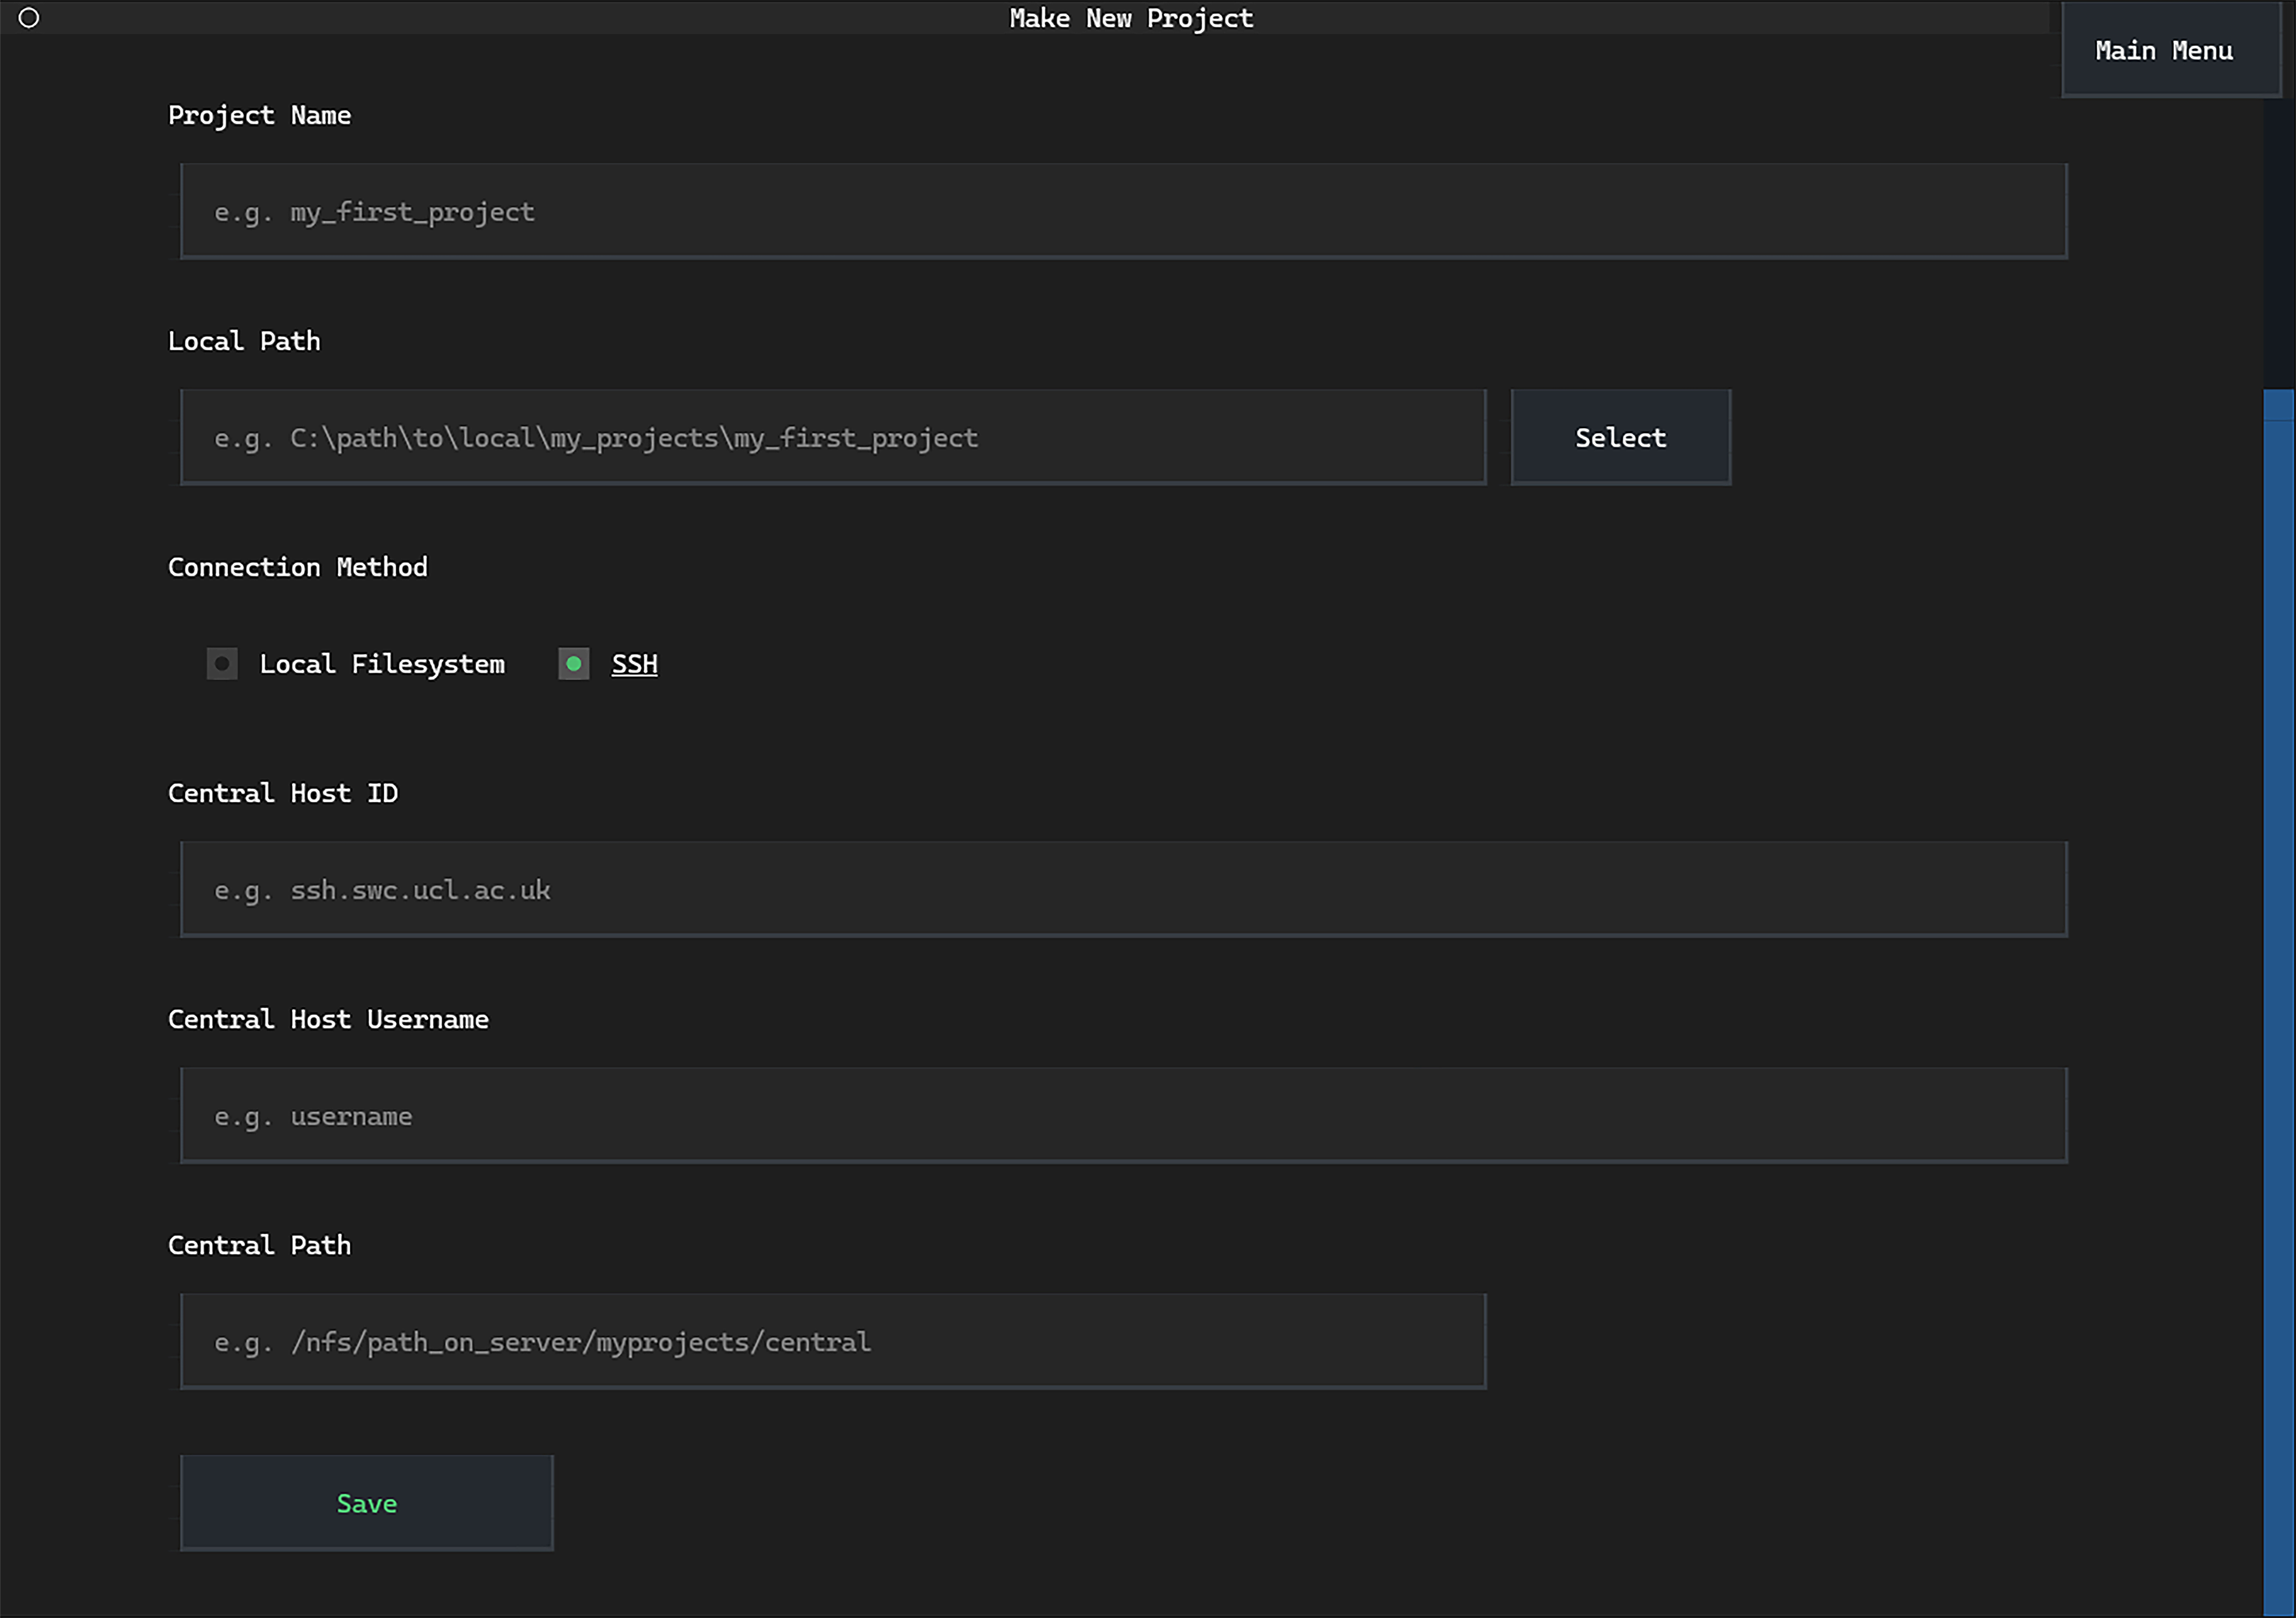 Make New Project
Main Menu
Project Name
e.g. my_first_project
Local Path
e.g. C:\path\to\local\my_projects\my_first_project
Select
Connection Method
Local Filesystem SSH
Central Host ID
e.g. ssh.swc.ucl.ac.uk
Central Host Username
e.g. username
Central Path
e.g. /nfs/path_on_server/myprojects/central
Save